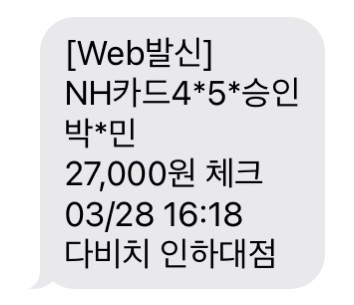 [Web발신]
NH카드4*5*승인
박*민
27,000원 체크
03/28 16:18
다비치 인하대점